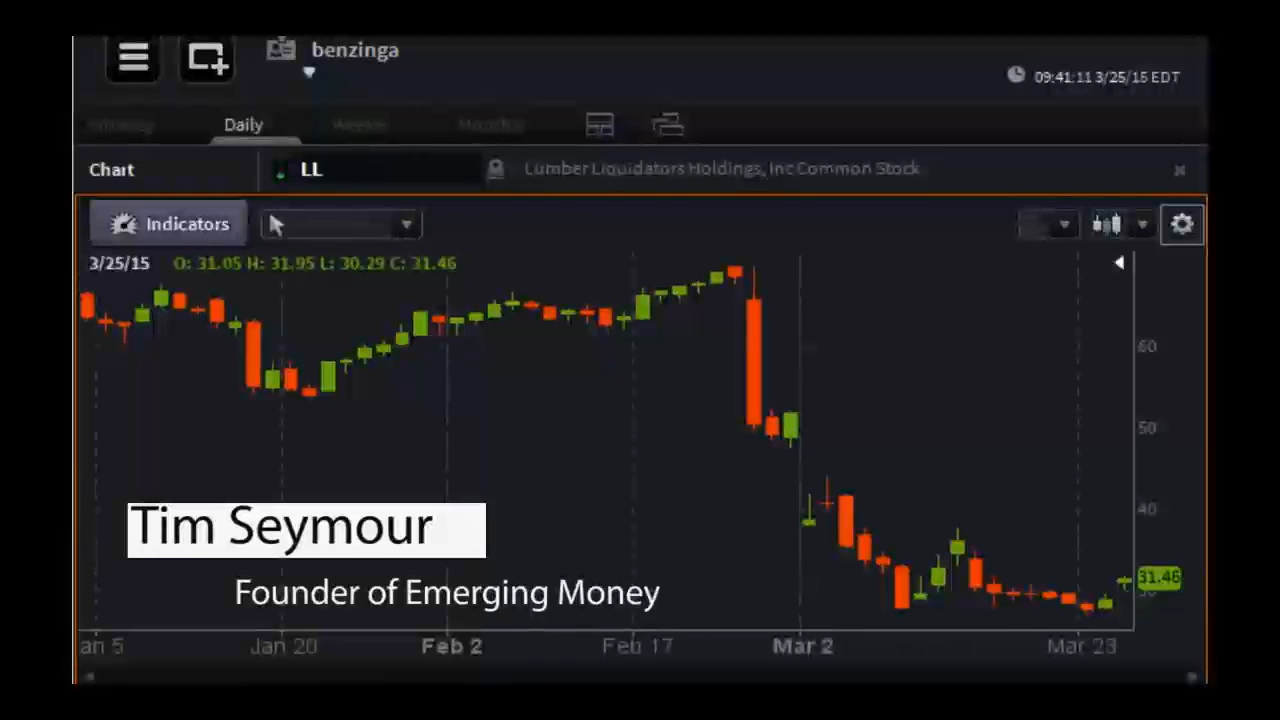 benzinga
09:41:11 3/25/15 EDT
Daily
Weekly
Monthly
Chart
LL
Lumber Liquidators Holdings, Inc Common Stock
Indicators
3/25/15 O: 31.05 H: 31.95 L: 30.29 C: 31.46
60
50
40
31.46
Tim Seymour
Founder of Emerging Money
an 5 Jan 20 Feb 2 Feb 17 Mar 2 Mar 23